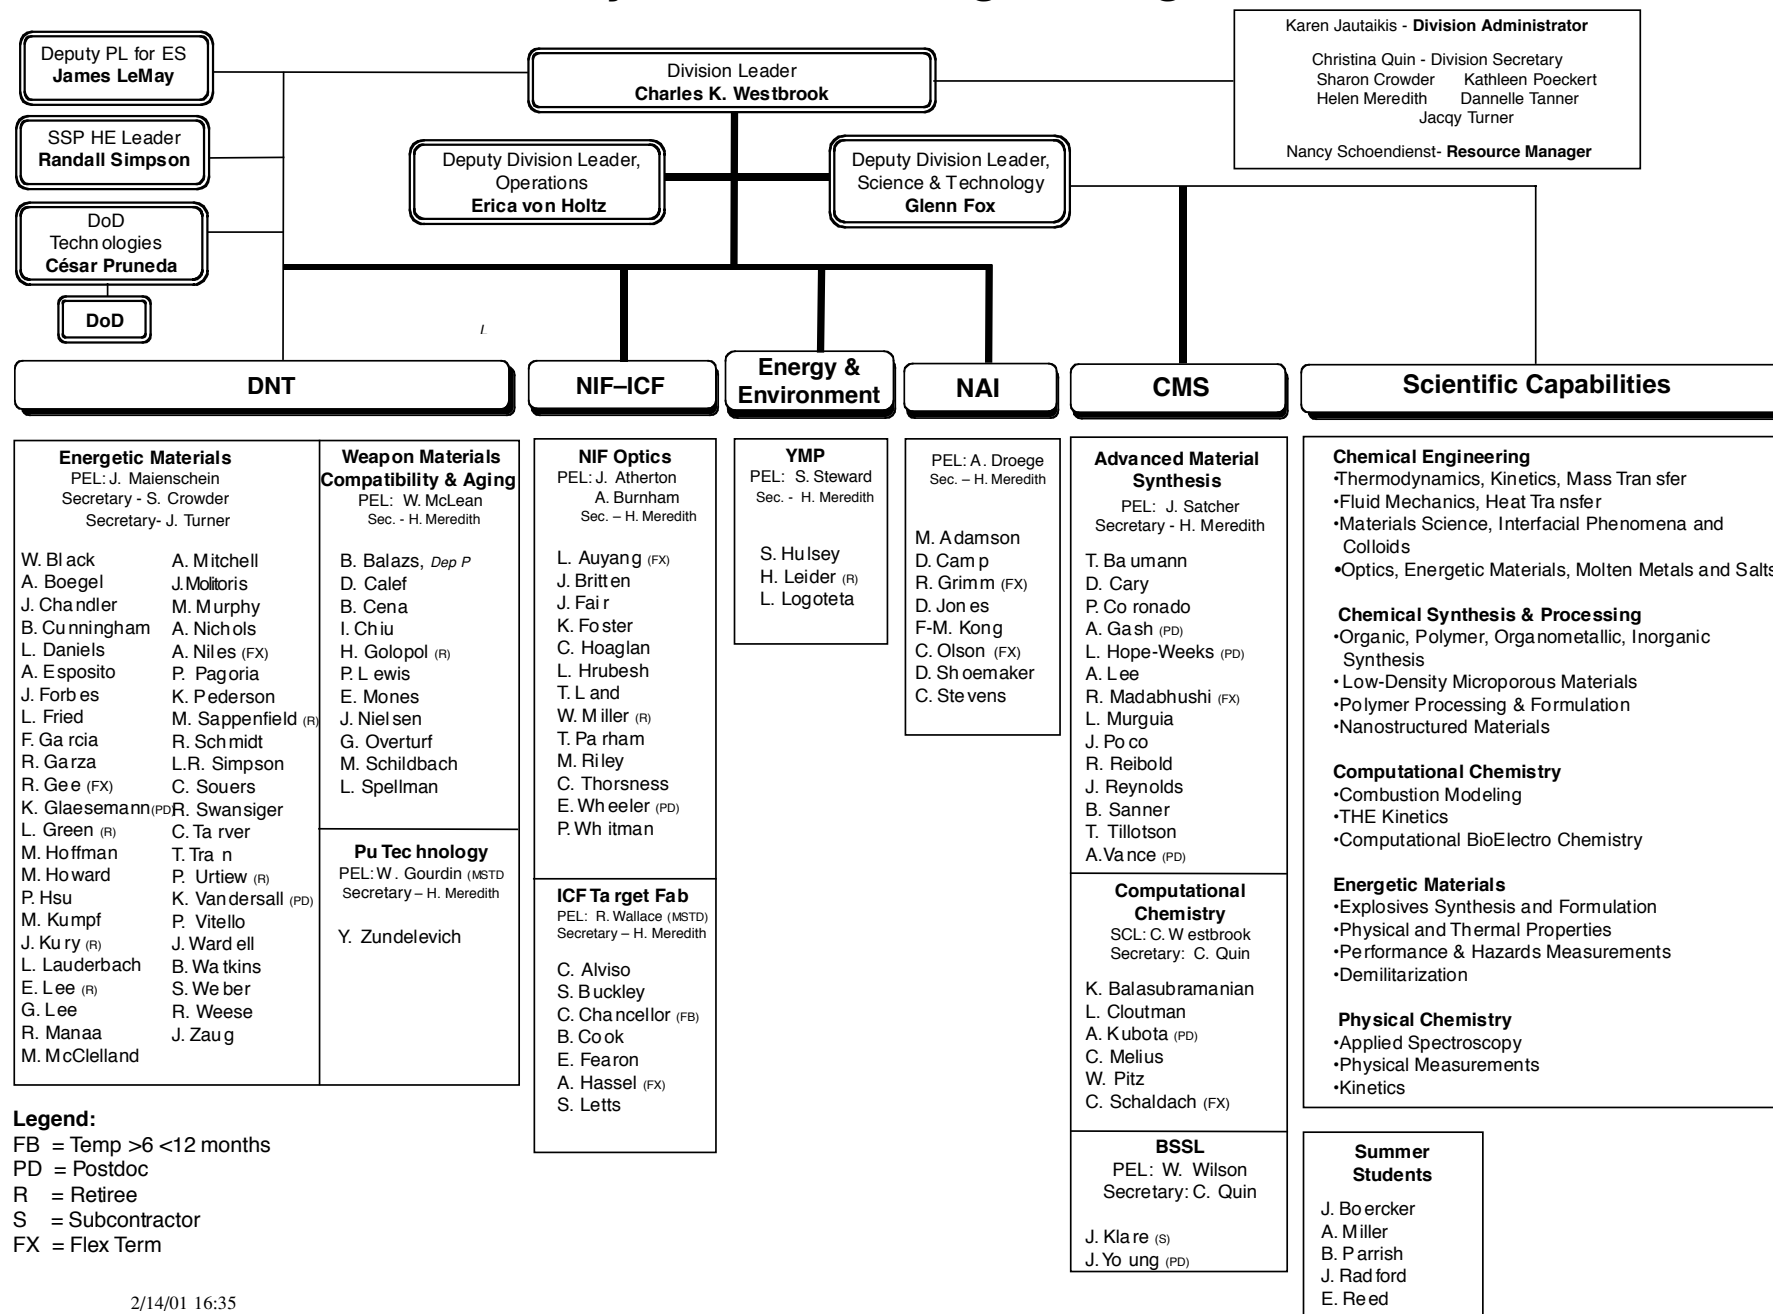 Deputy PL for ES
James LeMay
SSP HE Leader
Randall Simpson
DoD
Technologies
César Pruneda
DoD
Division Leader
Charles K. Westbrook
Deputy Division Leader,
Operations
Erica von Holtz
Deputy Division Leader,
Science & Technology
Glenn Fox
Karen Jautaikis - Division Administrator
Christina Quin - Division Secretary
Sharon Crowder Kathleen Poeckert
Helen Meredith Dannelle Tanner
Jacqy Turner
Nancy Schoendienst- Resource Manager
DNT
NIF–ICF
Energy &
Environment
NAI
CMS
Scientific Capabilities
Energetic Materials
PEL: J. Maienschein
Secretary - S. Crowder
Secretary- J. Turner
W. Black
A. Boegel
J. Chandler
B. Cunningham
L. Daniels
A. Esposito
J. Forbes
L. Fried
F. Garcia
R. Garza
R. Gee (FX)
K. Glaesemann (PD)
L. Green (R)
M. Hoffman
M. Howard
P. Hsu
M. Kumpf
J. Kury (R)
L. Lauderbach
E. Lee (R)
G. Lee
R. Manaa
M. McClelland
A. Mitchell
J. Molitoris
M. Murphy
A. Nichols
A. Niles (FX)
P. Pagoria
K. Pederson
M. Sappenfield (R)
R. Schmidt
L.R. Simpson
C. Souers
R. Swansiger
C. Tarver
T. Tran
P. Urtiew (R)
K. Vandersall (PD)
P. Vitello
J. Wardell
B. Watkins
S. Weber
R. Weese
J. Zaug
Weapon Materials
Compatibility & Aging
PEL: W. McLean
Sec. - H. Meredith
B. Balazs, Dep P
D. Calef
B. Cena
I. Chiu
H. Golopol (R)
P. Lewis
E. Mones
J. Nielsen
G. Overturf
M. Schildbach
L. Spellman
Pu Technology
PEL: W. Gourdin (MSTD
Secretary – H. Meredith
Y. Zundelevich
NIF Optics
PEL: J. Atherton
A. Burnham
Sec. – H. Meredith
L. Auyang (FX)
J. Britten
J. Fair
K. Foster
C. Hoaglan
L. Hrubesh
T. Land
W. Miller (R)
T. Parham
M. Riley
C. Thorsness
E. Wheeler (PD)
P. Whitman
ICF Target Fab
PEL: R. Wallace (MSTD)
Secretary – H. Meredith
C. Alviso
S. Buckley
C. Chancellor (FB)
B. Cook
E. Fearon
A. Hassel (FX)
S. Letts
YMP
PEL: S. Steward
Sec. - H. Meredith
S. Hulsey
H. Leider (R)
L. Logoteta
PEL: A. Droege
Sec. – H. Meredith
M. Adamson
D. Camp
R. Grimm (FX)
D. Jones
F-M. Kong
C. Olson (FX)
D. Shoemaker
C. Stevens
Advanced Material
Synthesis
PEL: J. Satcher
Secretary - H. Meredith
T. Baumann
D. Cary
P. Coronado
A. Gash (PD)
L. Hope-Weeks (PD)
A. Lee
R. Madabhushi (FX)
L. Murguia
J. Poco
R. Reibold
J. Reynolds
B. Sanner
T. Tillotson
A. Vance (PD)
Computational
Chemistry
SCL: C. Westbrook
Secretary: C. Quin
K. Balasubramanian
L. Cloutman
A. Kubota (PD)
C. Melius
W. Pitz
C. Schaldach (FX)
BSSL
PEL: W. Wilson
Secretary: C. Quin
J. Klare (S)
J. Young (PD)
Chemical Engineering
•Thermodynamics, Kinetics, Mass Transfer
•Fluid Mechanics, Heat Transfer
•Materials Science, Interfacial Phenomena and
Colloids
•Optics, Energetic Materials, Molten Metals and Salts
Chemical Synthesis & Processing
•Organic, Polymer, Organometallic, Inorganic
Synthesis
• Low-Density Microporous Materials
•Polymer Processing & Formulation
•Nanostructured Materials
Computational Chemistry
•Combustion Modeling
•THE Kinetics
•Computational BioElectro Chemistry
Energetic Materials
•Explosives Synthesis and Formulation
•Physical and Thermal Properties
•Performance & Hazards Measurements
•Demilitarization
Physical Chemistry
•Applied Spectroscopy
•Physical Measurements
•Kinetics
Summer
Students
J. Boercker
A. Miller
B. Parrish
J. Radford
E. Reed
Legend:
FB = Temp >6 <12 months
PD = Postdoc
R = Retiree
S = Subcontractor
FX = Flex Term
2/14/01 16:35